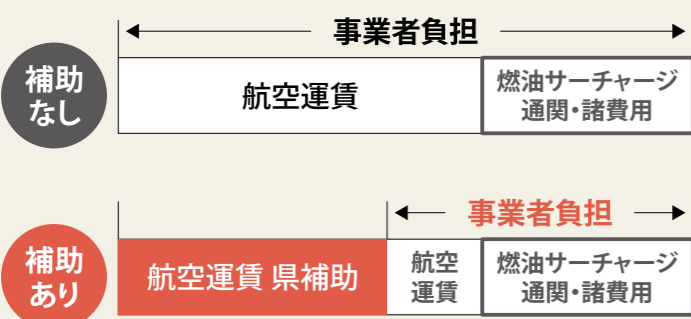 事業者負担
補助
なし
航空運賃
燃油サーチャージ
通関・諸費用
事業者負担
補助
あり
航空運賃 県補助
航空
運賃
燃油サーチャージ
通関・諸費用